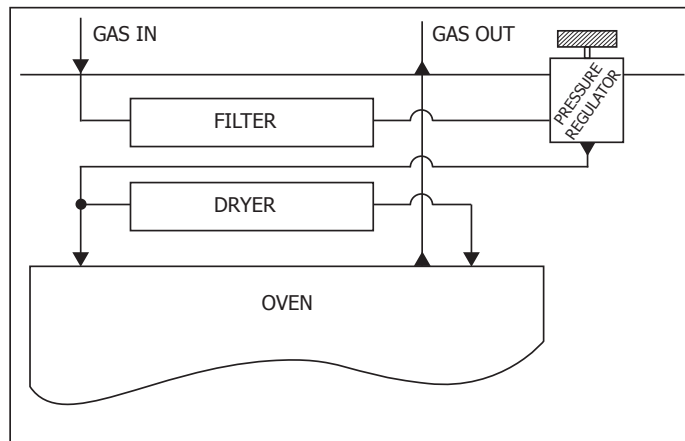 GAS IN
GAS OUT
PRESSURE
REGULATOR
FILTER
DRYER
OVEN